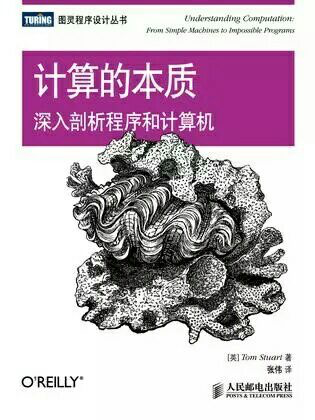 TURING 图灵程序设计丛书
Understanding Computation:
From Simple Machines to Impossible Programs
计算的本质
深入剖析程序和计算机
[英] Tom Stuart 著
张伟 译
O'REILLY®
人民邮电出版社
POSTS & TELECOM PRESS